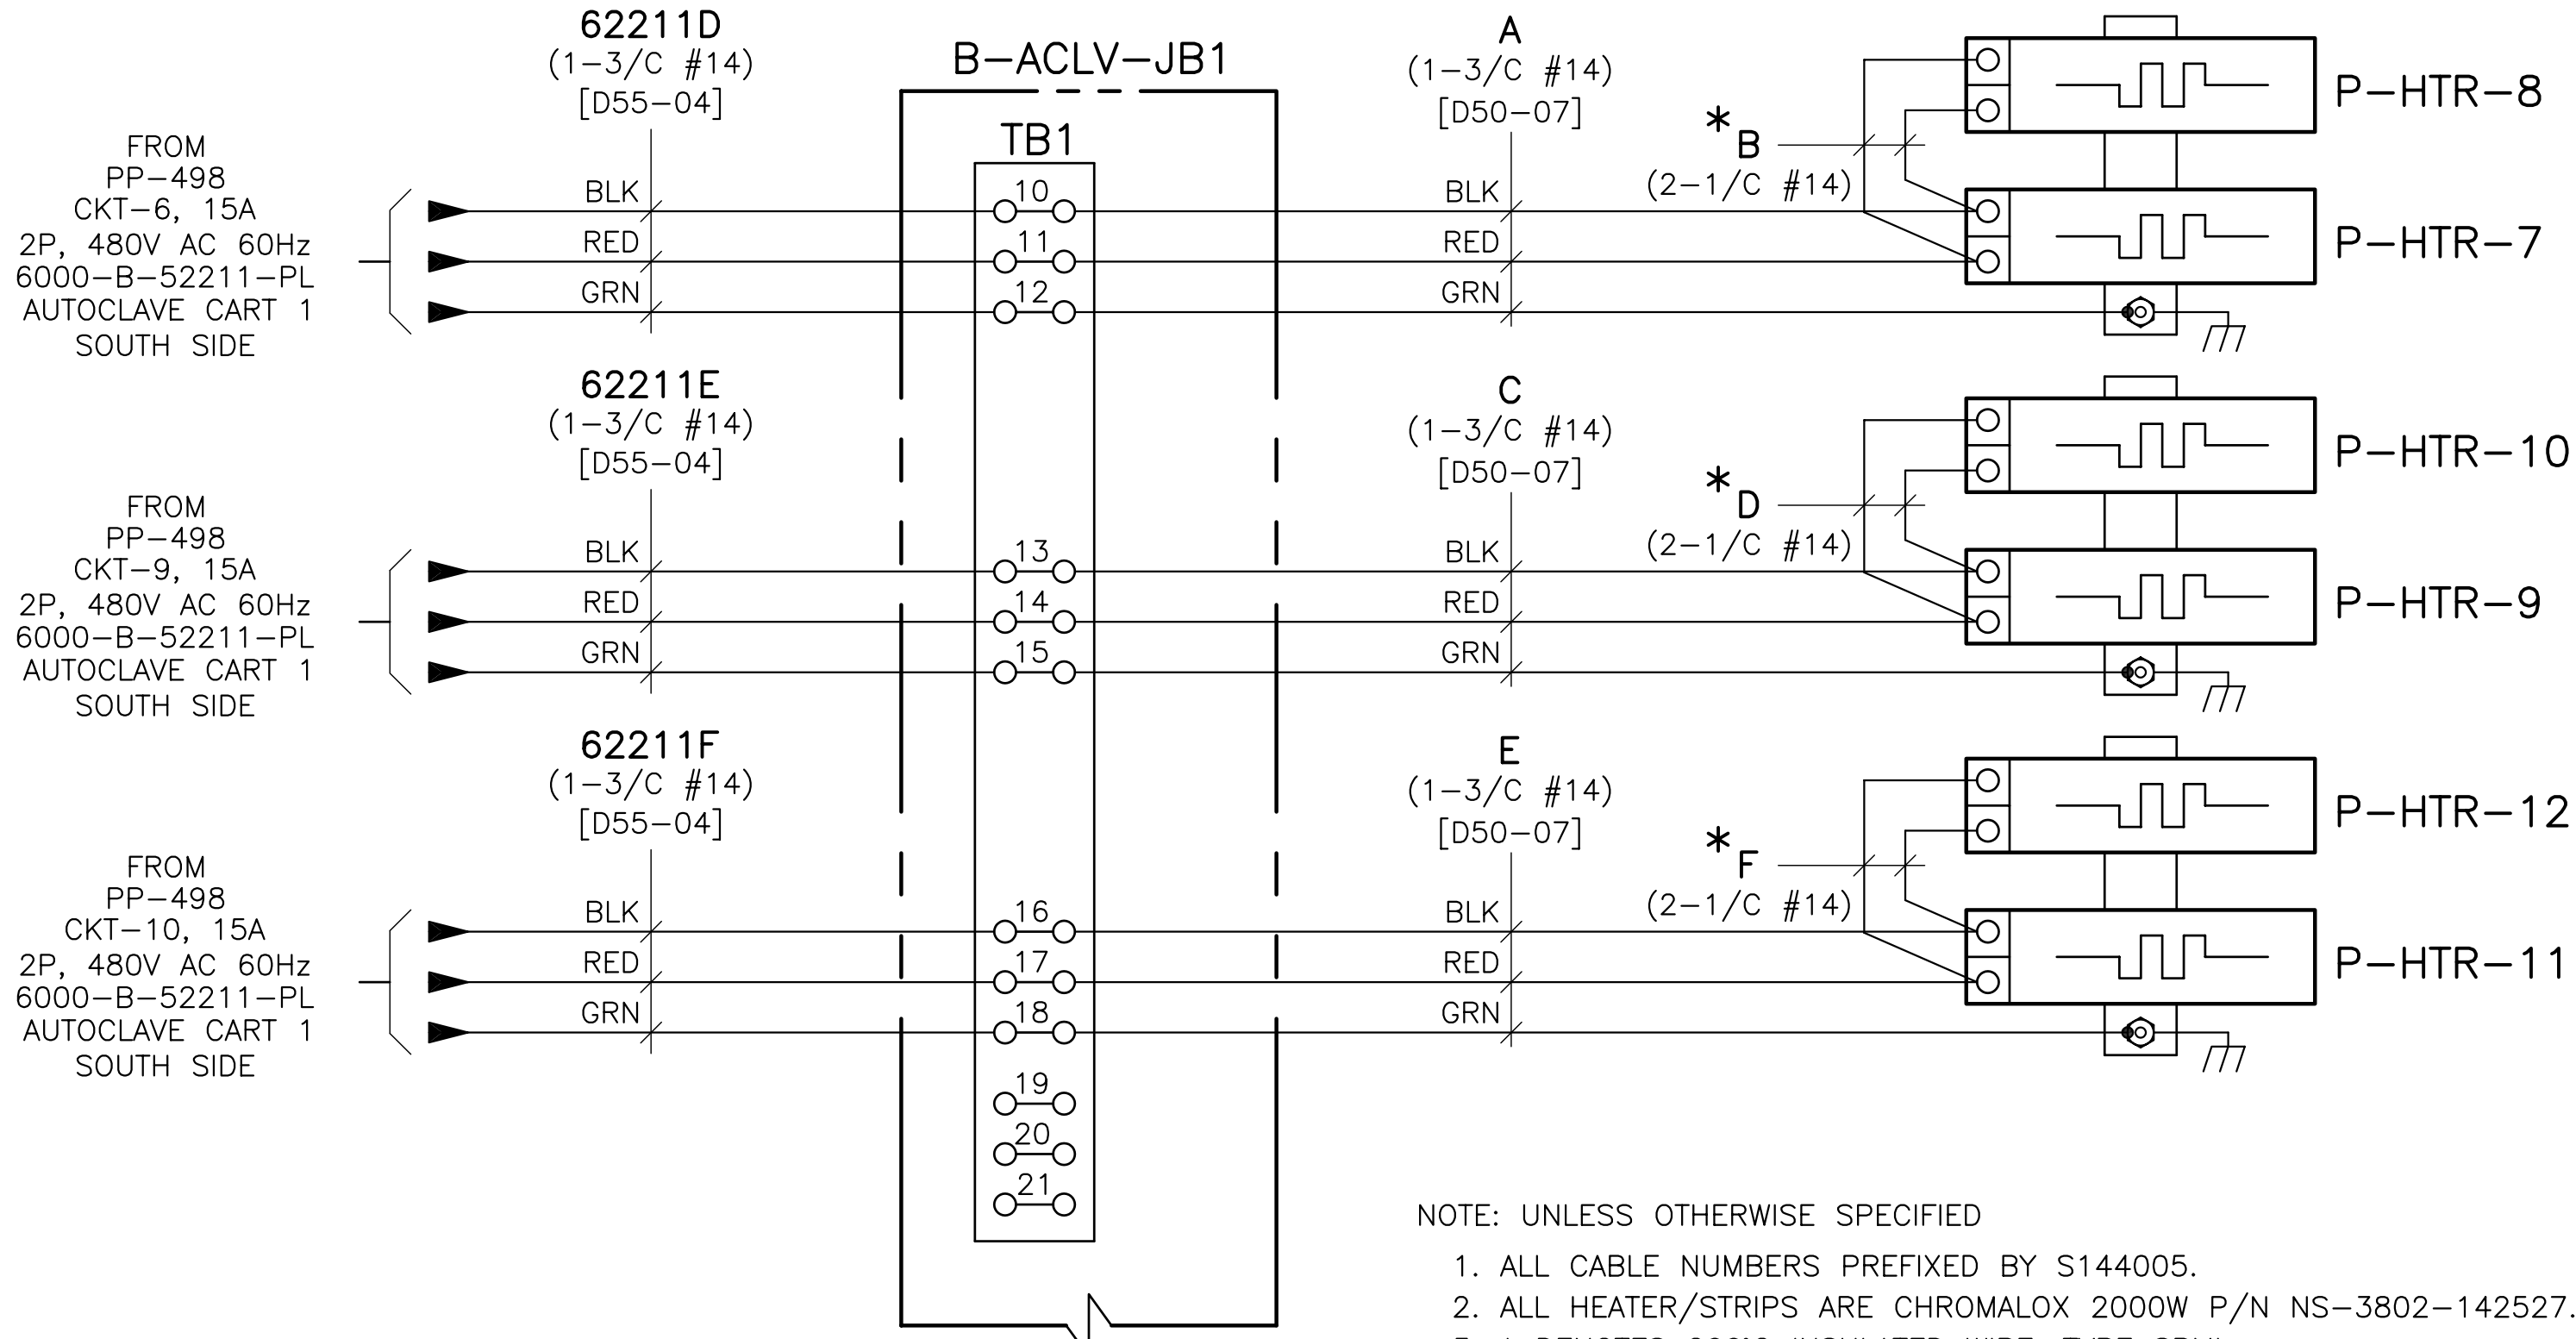 62211D
(1-3/C #14)
[D55-04]
B-ACLV-JB1
TB1
A
(1-3/C #14)
[D50-07]
*B
(2-1/C #14)
P-HTR-8
P-HTR-7
FROM
PP-498
CKT-6, 15A
2P, 480V AC 60Hz
6000-B-52211-PL
AUTOCLAVE CART 1
SOUTH SIDE
BLK
10
BLK
RED
11
RED
GRN
12
GRN
62211E
(1-3/C #14)
[D55-04]
C
(1-3/C #14)
[D50-07]
*D
(2-1/C #14)
P-HTR-10
P-HTR-9
FROM
PP-498
CKT-9, 15A
2P, 480V AC 60Hz
6000-B-52211-PL
AUTOCLAVE CART 1
SOUTH SIDE
BLK
13
BLK
RED
14
RED
GRN
15
GRN
62211F
(1-3/C #14)
[D55-04]
E
(1-3/C #14)
[D50-07]
*F
(2-1/C #14)
P-HTR-12
P-HTR-11
FROM
PP-498
CKT-10, 15A
2P, 480V AC 60Hz
6000-B-52211-PL
AUTOCLAVE CART 1
SOUTH SIDE
BLK
16
BLK
RED
17
RED
GRN
18
GRN
19
20
21
NOTE: UNLESS OTHERWISE SPECIFIED
1. ALL CABLE NUMBERS PREFIXED BY S144005.
2. ALL HEATER/STRIPS ARE CHROMALOX 2000W P/N NS-3802-142527.
DENOTES INSULATED WIRE TYPE